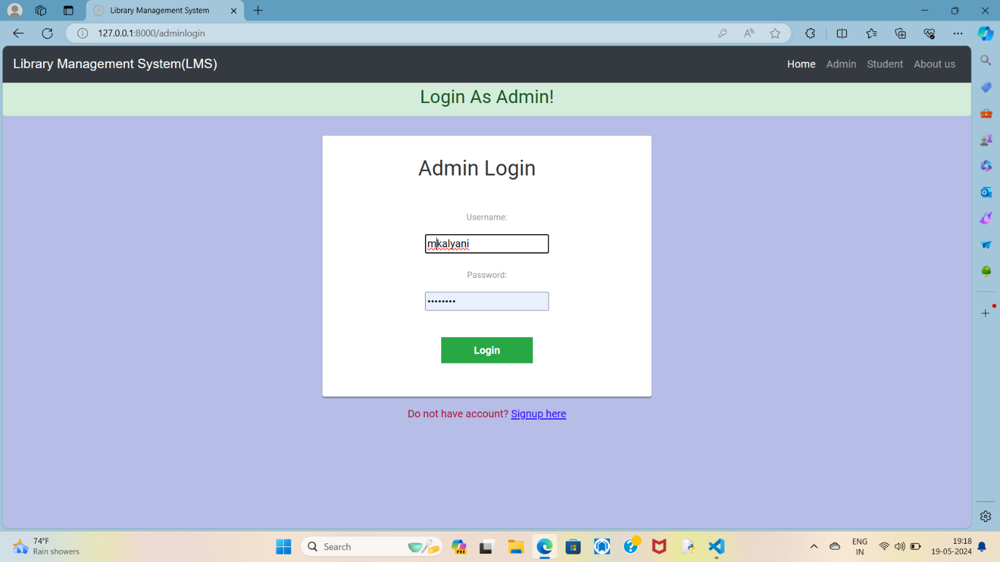 Library Management System
127.0.0.1:8000/adminlogin
Library Management System(LMS)
Home Admin Student About us
Login As Admin!
Admin Login
Username:
mkalyani
Password:
••••••••
Login
Do not have account? Signup here
74°F
Rain showers
Search
PRE
ENG
IN
19:18
19-05-2024